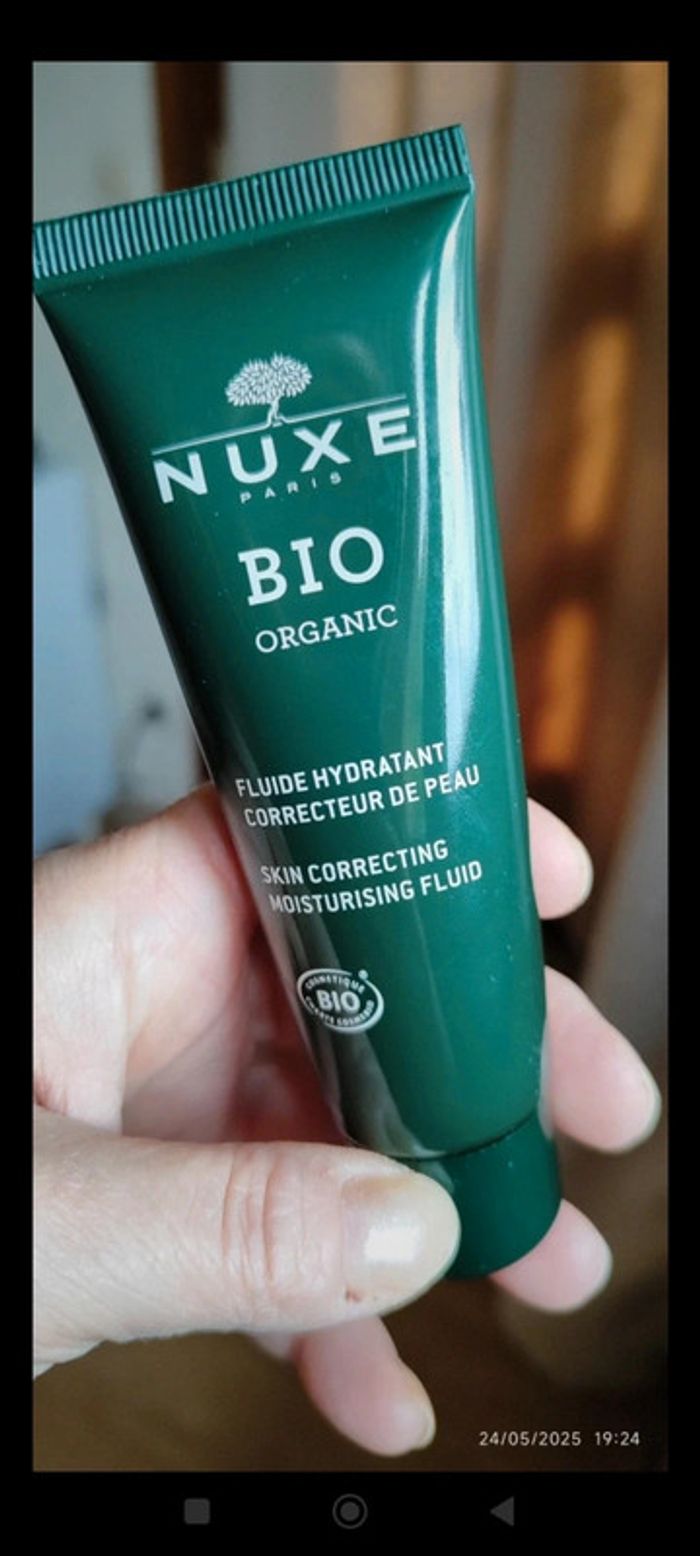 NUXE
PARIS
BIO
ORGANIC
FLUIDE HYDRATANT
CORRECTEUR DE PEAU
SKIN CORRECTING
MOISTURISING FLUID
COSMETIQUE
BIO
®
24/05/2025 19:24